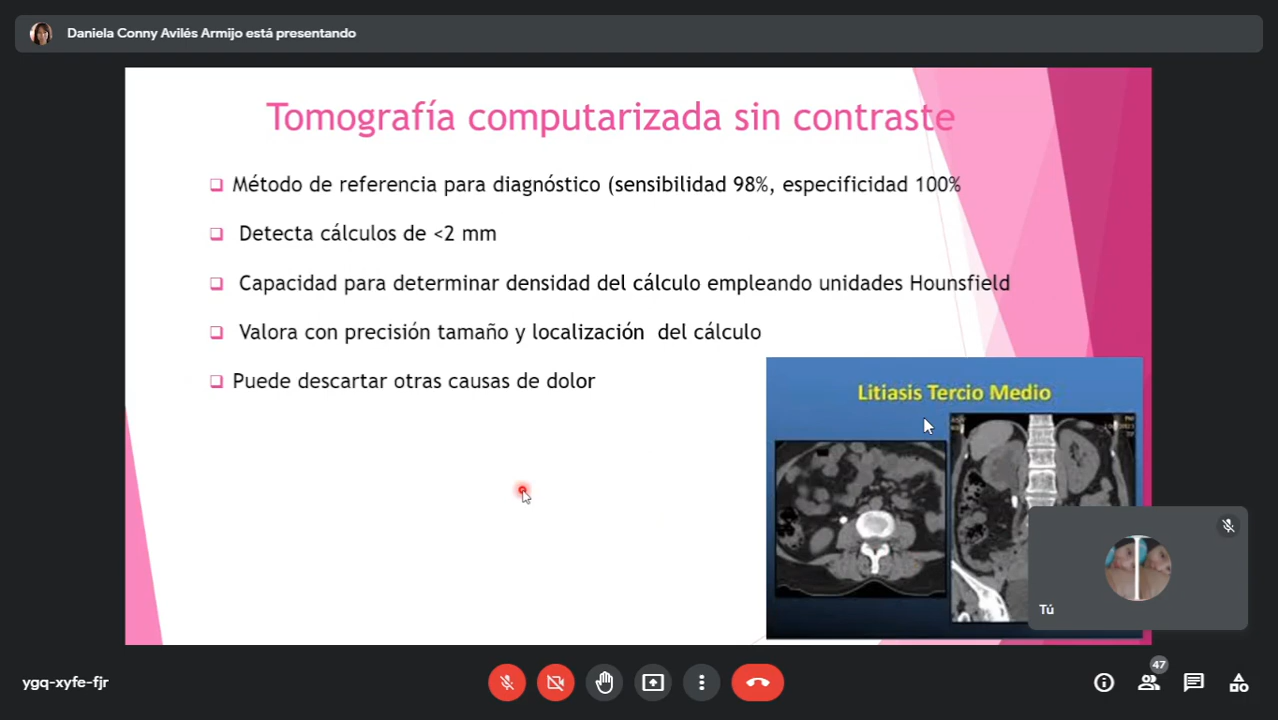 Daniela Conny Avilés Armijo está presentando
Tomografía computarizada sin contraste
Método de referencia para diagnóstico (sensibilidad 98%, especificidad 100%
Detecta cálculos de <2 mm
Capacidad para determinar densidad del cálculo empleando unidades Hounsfield
Valora con precisión tamaño y localización del cálculo
Puede descartar otras causas de dolor
Litiasis Tercio Medio
Tú
ygq-xyfe-fjr
47